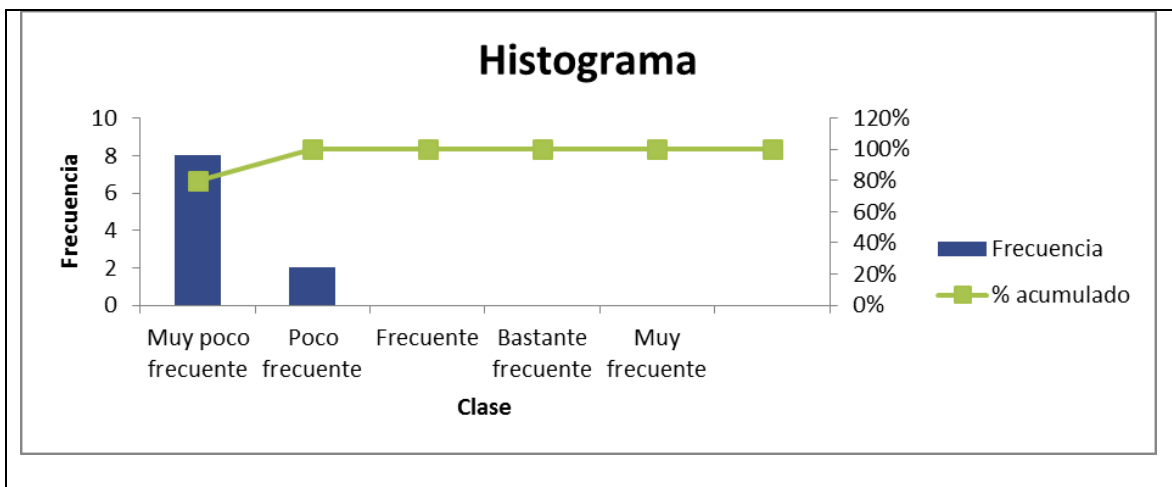 Histograma
Frecuencia
10
8
6
4
2
0
120%
100%
80%
60%
40%
20%
0%
Muy poco
frecuente
Poco
frecuente
Frecuente
Bastante
frecuente
Muy
frecuente
Clase
Frecuencia
% acumulado